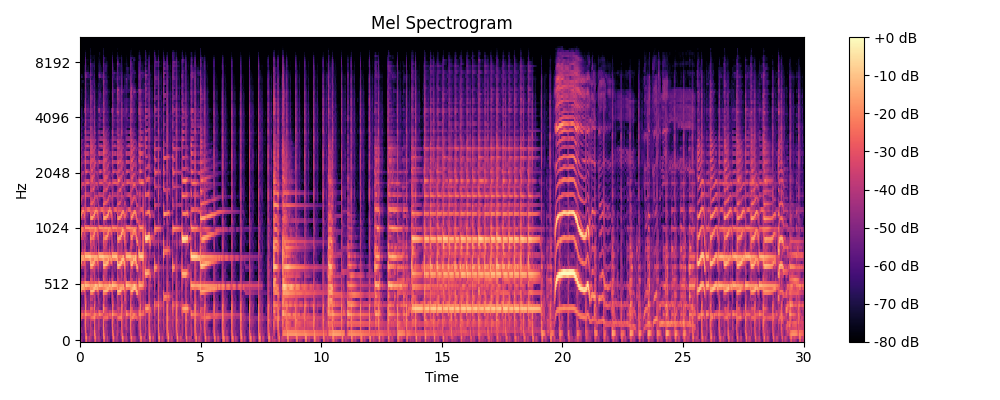 Mel Spectrogram
Hz
8192
4096
2048
1024
512
0
0 5 10 15 20 25 30
Time
+0 dB
-10 dB
-20 dB
-30 dB
-40 dB
-50 dB
-60 dB
-70 dB
-80 dB